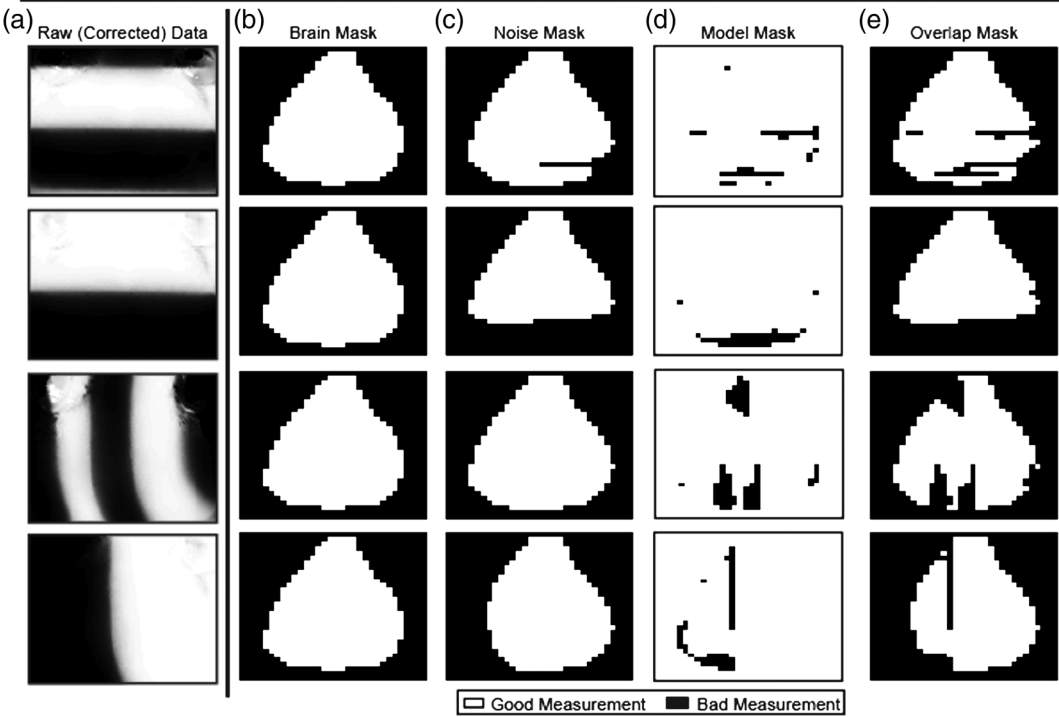 (a) (b) (c) (d) (e)
Raw (Corrected) Data Brain Mask Noise Mask Model Mask Overlap Mask
Good Measurement Bad Measurement